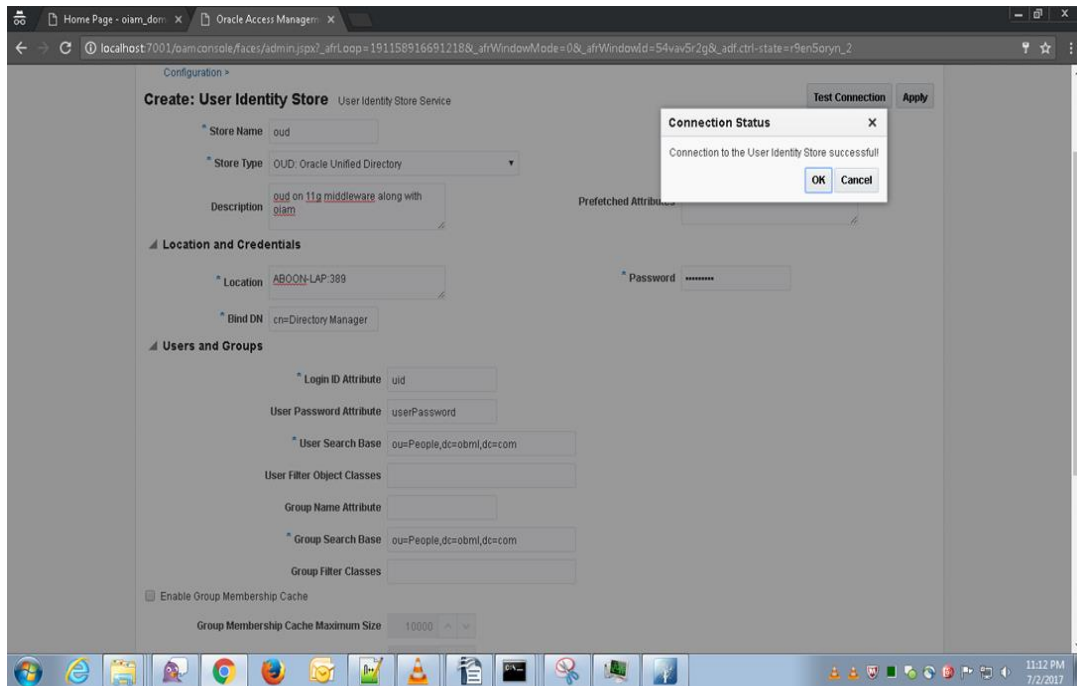 Home Page - oiam_dom
Oracle Access Managem
localhost:7001/oamconsole/faces/admin.jspx?_afrLoop=191158916691218&_afrWindowMode=0&_afrWindowId=54vav5r2g&_adf.ctrl-state=r9en5oryn_2
Configuration >
Create: User Identity Store User Identity Store Service
Test Connection Apply
* Store Name oud
* Store Type OUD: Oracle Unified Directory
Description oud on 11g middleware along with
oiam
Prefetched Attributes
Connection Status
Connection to the User Identity Store successful!
OK Cancel
Location and Credentials
* Location ABOON-LAP:389
* Password ••••••••
* Bind DN cn=Directory Manager
Users and Groups
* Login ID Attribute uid
User Password Attribute userPassword
* User Search Base ou=People,dc=obml,dc=com
User Filter Object Classes
Group Name Attribute
* Group Search Base ou=People,dc=obml,dc=com
Group Filter Classes
Enable Group Membership Cache
Group Membership Cache Maximum Size 10000
11:12 PM
7/2/2017